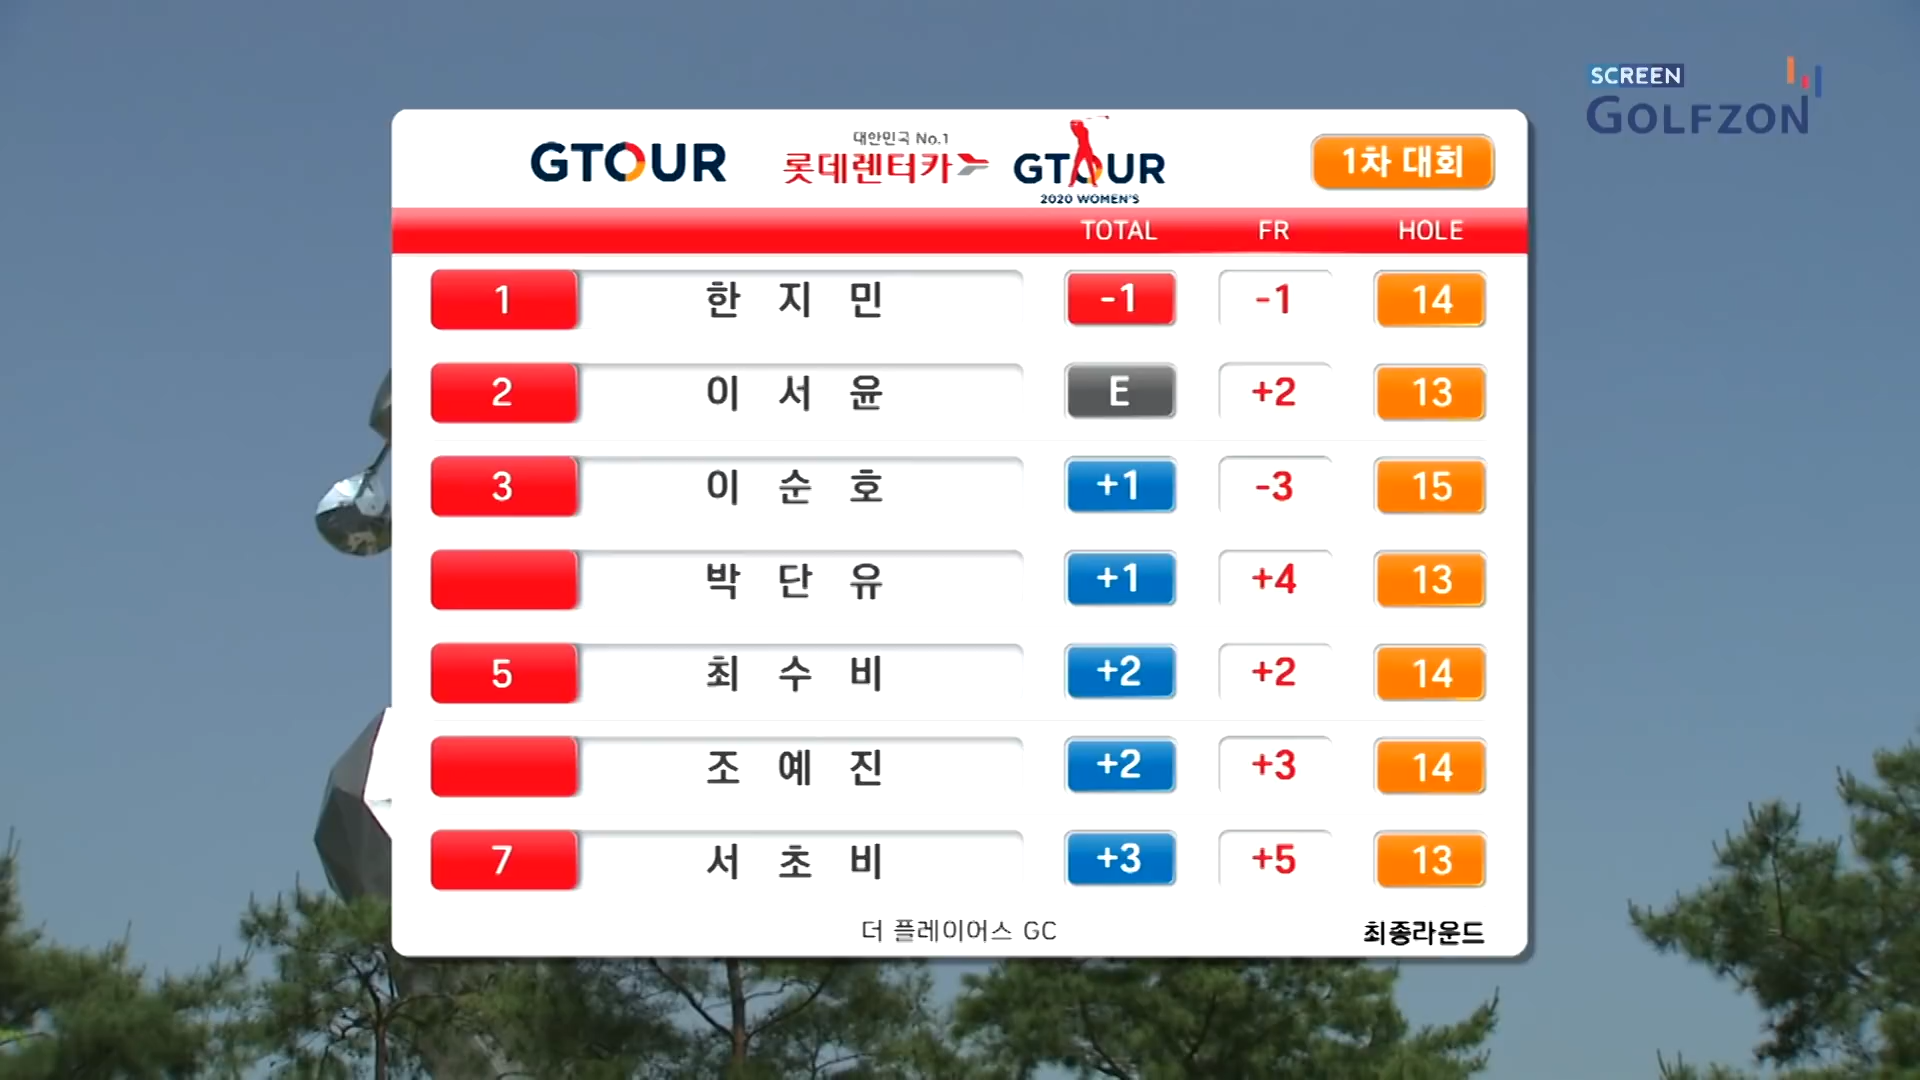 SCREEN
GOLFZON
GTOUR 대한민국 No.1 롯데렌터카 GTOUR 2020 WOMEN'S 1차 대회
TOTAL FR HOLE
1 한 지 민 -1 -1 14
2 이 서 윤 E +2 13
3 이 순 호 +1 -3 15
박 단 유 +1 +4 13
5 최 수 비 +2 +2 14
조 예 진 +2 +3 14
7 서 초 비 +3 +5 13
더 플레이어스 GC 최종라운드